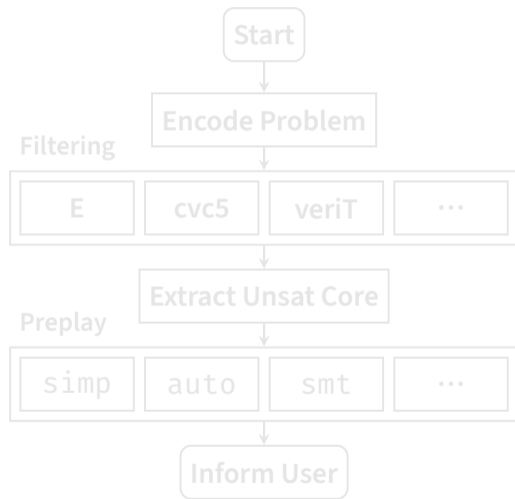 Start
Encode Problem
Filtering
E cvc5 veriT ···
Extract Unsat Core
Preplay
simp auto smt ···
Inform User